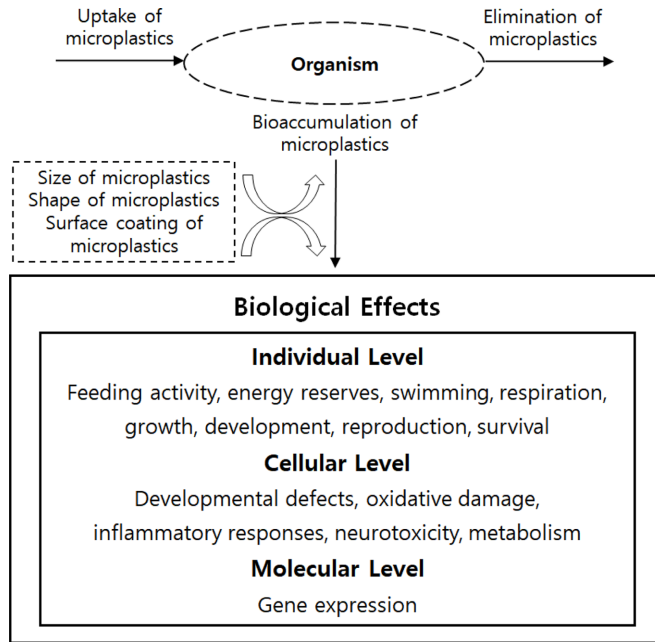 Uptake of
microplastics
Organism
Elimination of
microplastics
Bioaccumulation of
microplastics
Size of microplastics
Shape of microplastics
Surface coating of
microplastics
Biological Effects
Individual Level
Feeding activity, energy reserves, swimming, respiration,
growth, development, reproduction, survival
Cellular Level
Developmental defects, oxidative damage,
inflammatory responses, neurotoxicity, metabolism
Molecular Level
Gene expression